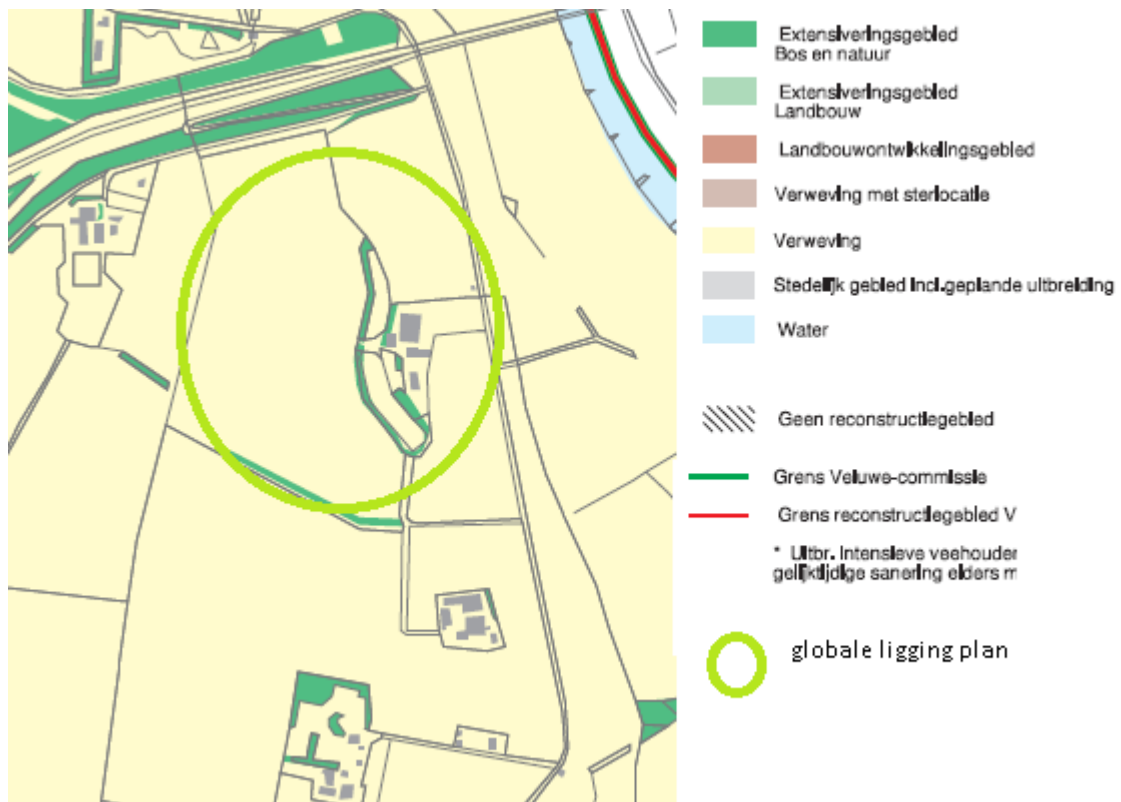 Extensiveringsgebied
Bos en natuur
Extensiveringsgebied
Landbouw
Landbouwontwikkelingsgebied
Verweving met sterlocatie
Verweving
Stedelijk gebied incl.geplande uitbreiding
Water
Geen reconstructiegebied
Grens Veluwe-commissie
Grens reconstructiegebied V
* Uitbr. Intensieve veehouder
gelijktijdige sanering elders m
globale ligging plan